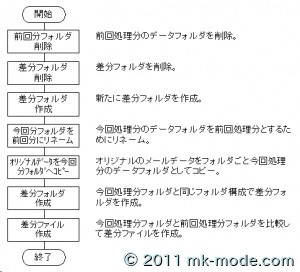 開始
前回分フォルダ
削除
前回処理分のデータフォルダを削除。
差分フォルダ
削除
差分フォルダを削除。
差分フォルダ
作成
新たに差分フォルダを作成。
今回分フォルダを
前回分にリネーム
今回処理分のデータフォルダを前回処理分とするた
めにリネーム。
オリジナルデータを今回
分フォルダへコピー
オリジナルのメールデータをフォルダごと今回処理
分のデータフォルダとしてコピー。
差分フォルダ
作成
今回処理分フォルダと同じフォルダ構成で差分フォ
ルダを作成。
差分ファイル
作成
今回処理分フォルダと前回処理分フォルダを比較し
て差分ファイルを作成。
終了
© 2011 mk-mode.com